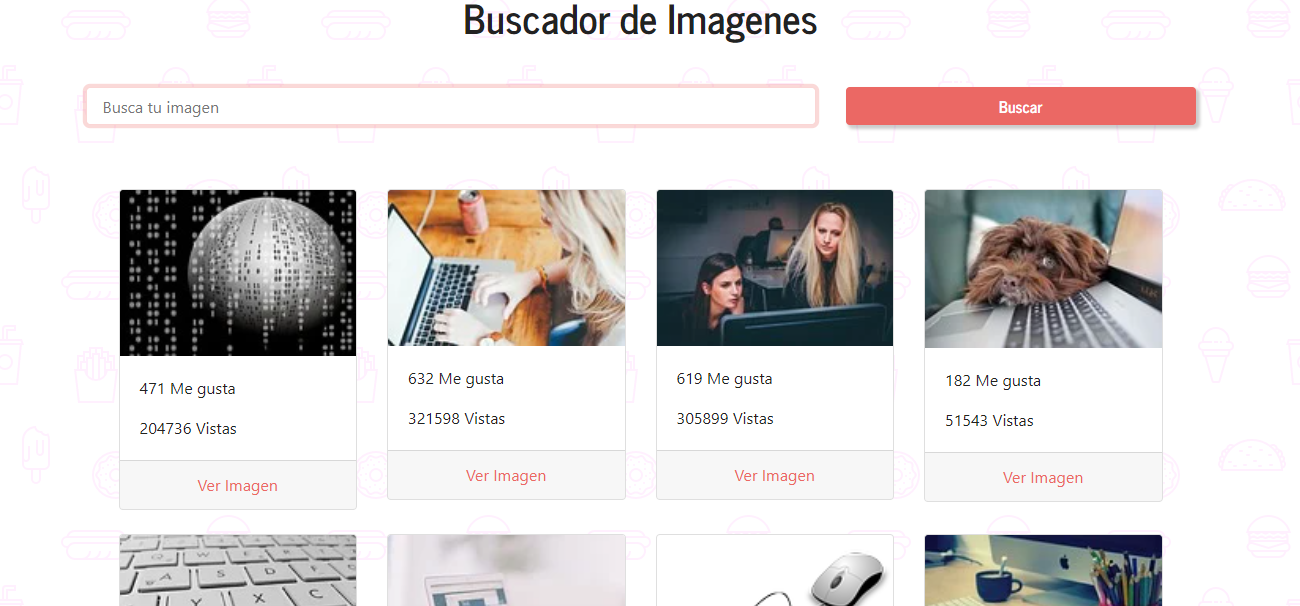 Buscador de Imagenes
Busca tu imagen
Buscar
471 Me gusta
204736 Vistas
Ver Imagen
632 Me gusta
321598 Vistas
Ver Imagen
619 Me gusta
305899 Vistas
Ver Imagen
182 Me gusta
51543 Vistas
Ver Imagen